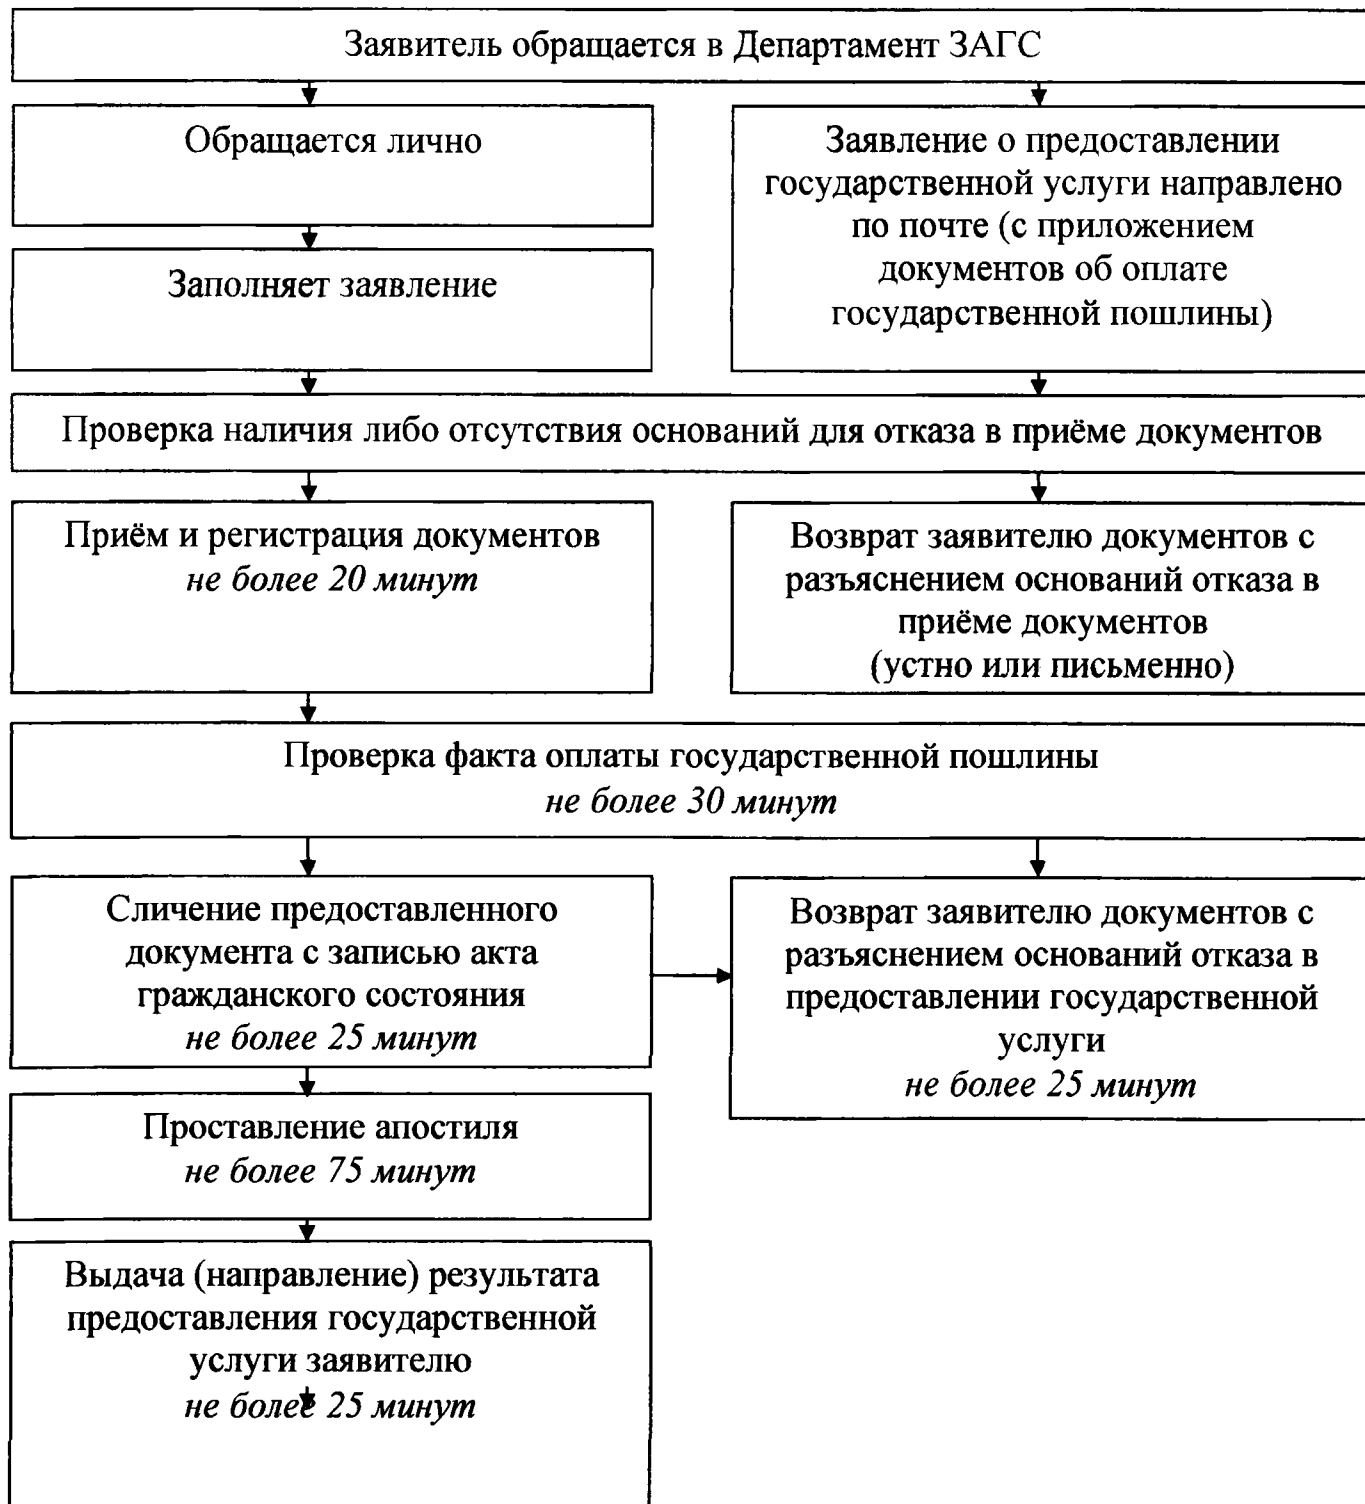 Заявитель обращается в Департамент ЗАГС
Обращается лично
Заявление о предоставлении
государственной услуги направлено
по почте (с приложением
документов об оплате
государственной пошлины)
Заполняет заявление
Проверка наличия либо отсутствия оснований для отказа в приёме документов
Приём и регистрация документов
не более 20 минут
Возврат заявителю документов с
разъяснением оснований отказа в
приёме документов
(устно или письменно)
Проверка факта оплаты государственной пошлины
не более 30 минут
Сличение предоставленного
документа с записью акта
гражданского состояния
не более 25 минут
Возврат заявителю документов с
разъяснением оснований отказа в
предоставлении государственной
услуги
не более 25 минут
Проставление апостиля
не более 75 минут
Выдача (направление) результата
предоставления государственной
услуги заявителю
не более 25 минут